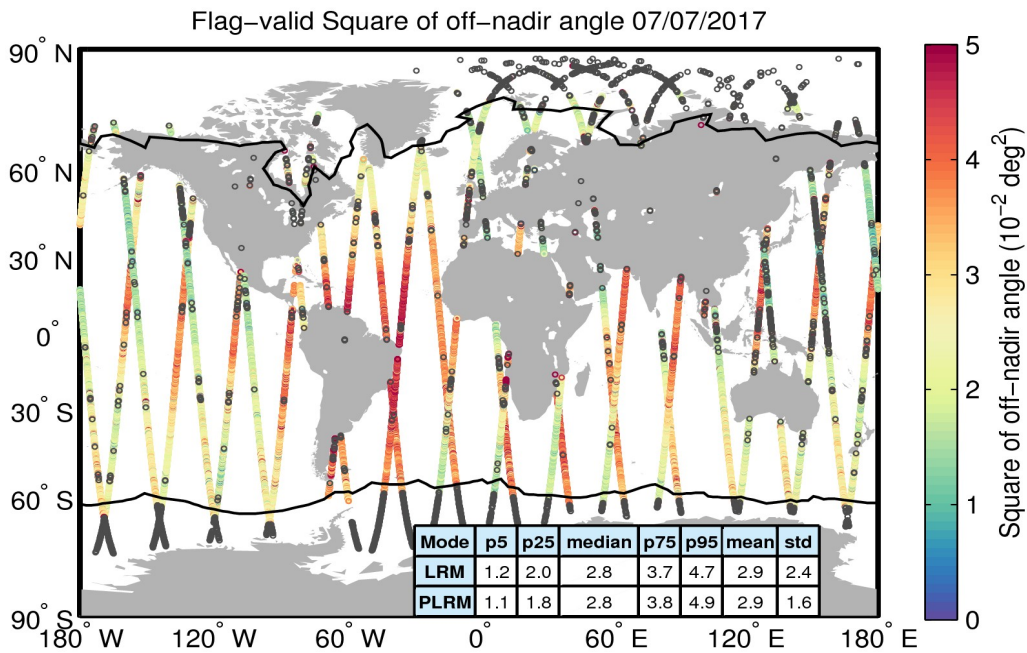 Flag−valid Square of off−nadir angle 07/07/2017
90° N
60° N
30° N
0°
30° S
60° S
90° S
180° W
120° W
60° W
0°
60° E
120° E
180° E
5
4
3
2
1
0
Square of off−nadir angle (10⁻² deg²)
Mode p5 p25 median p75 p95 mean std
LRM 1.2 2.0 2.8 3.7 4.7 2.9 2.4
PLRM 1.1 1.8 2.8 3.8 4.9 2.9 1.6